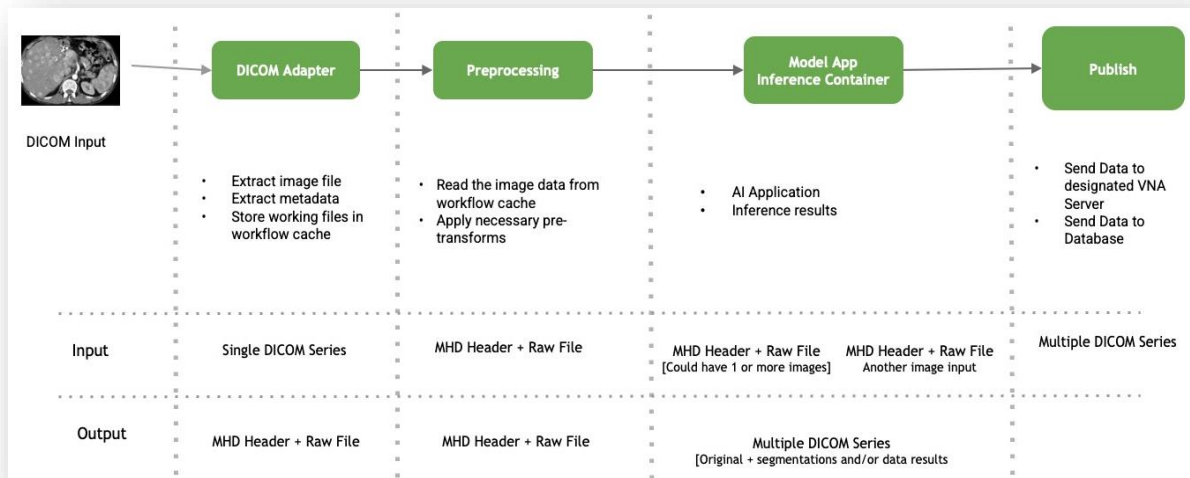 DICOM Adapter
Preprocessing
Model App
Inference Container
Publish
DICOM Input
• Extract image file
• Extract metadata
• Store working files in
workflow cache
• Read the image data from
workflow cache
• Apply necessary pre-
transforms
• AI Application
• Inference results
• Send Data to
designated VNA
Server
• Send Data to
Database
Input
Single DICOM Series
MHD Header + Raw File
MHD Header + Raw File
[Could have 1 or more images]
MHD Header + Raw File
Another image input
Multiple DICOM Series
Output
MHD Header + Raw File
MHD Header + Raw File
Multiple DICOM Series
[Original + segmentations and/or data results